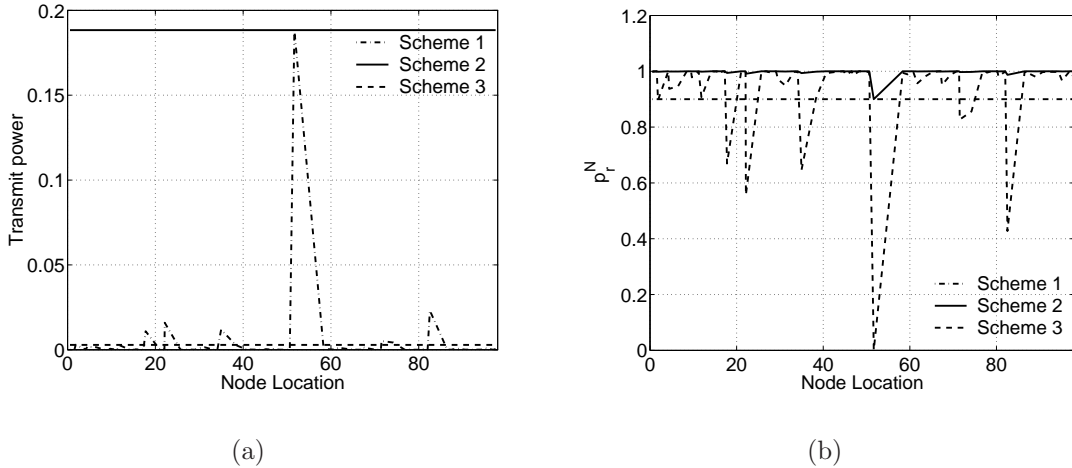 0.2
0.15
0.1
0.05
0
Transmit power
Scheme 1
Scheme 2
Scheme 3
0 20 40 60 80
Node Location
(a)
1.2
1
0.8
0.6
0.4
0.2
0
p_r^N
Scheme 1
Scheme 2
Scheme 3
0 20 40 60 80
Node Location
(b)